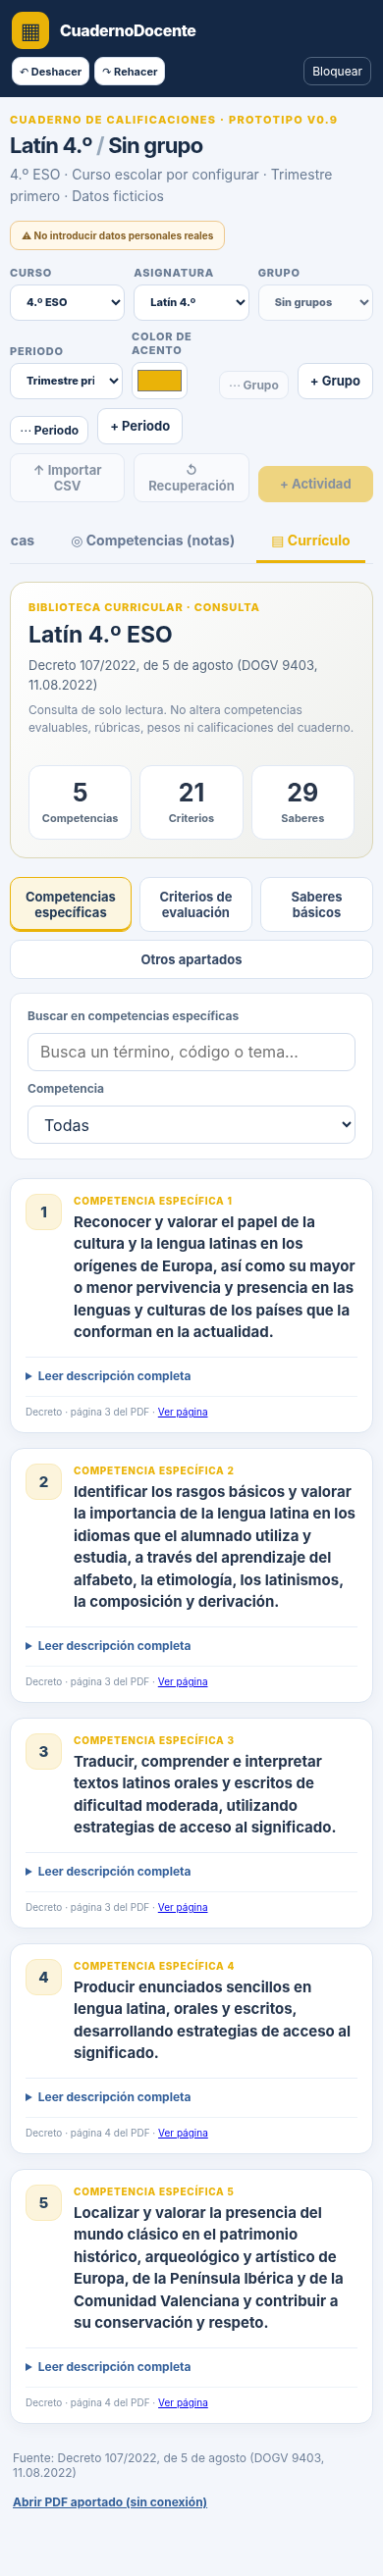 ▦ CuadernoDocente
↶ Deshacer ↷ Rehacer Bloquear
CUADERNO DE CALIFICACIONES · PROTOTIPO V0.9
Latín 4.º / Sin grupo
4.º ESO · Curso escolar por configurar · Trimestre
primero · Datos ficticios
⚠ No introducir datos personales reales
CURSO ASIGNATURA GRUPO
4.º ESO Latín 4.º Sin grupos
PERIODO COLOR DE
ACENTO
Trimestre pri ··· Grupo + Grupo
··· Periodo + Periodo
↑ Importar
CSV
↺
Recuperación
+ Actividad
cas ◎ Competencias (notas) ▤ Currículo
BIBLIOTECA CURRICULAR · CONSULTA
Latín 4.º ESO
Decreto 107/2022, de 5 de agosto (DOGV 9403,
11.08.2022)
Consulta de solo lectura. No altera competencias
evaluables, rúbricas, pesos ni calificaciones del cuaderno.
5 21 29
Competencias Criterios Saberes
Competencias
específicas
Criterios de
evaluación
Saberes
básicos
Otros apartados
Buscar en competencias específicas
Busca un término, código o tema...
Competencia
Todas
1
COMPETENCIA ESPECÍFICA 1
Reconocer y valorar el papel de la
cultura y la lengua latinas en los
orígenes de Europa, así como su mayor
o menor pervivencia y presencia en las
lenguas y culturas de los países que la
conforman en la actualidad.
▶ Leer descripción completa
Decreto · página 3 del PDF · Ver página
2
COMPETENCIA ESPECÍFICA 2
Identificar los rasgos básicos y valorar
la importancia de la lengua latina en los
idiomas que el alumnado utiliza y
estudia, a través del aprendizaje del
alfabeto, la etimología, los latinismos,
la composición y derivación.
▶ Leer descripción completa
Decreto · página 3 del PDF · Ver página
3
COMPETENCIA ESPECÍFICA 3
Traducir, comprender e interpretar
textos latinos orales y escritos de
dificultad moderada, utilizando
estrategias de acceso al significado.
▶ Leer descripción completa
Decreto · página 3 del PDF · Ver página
4
COMPETENCIA ESPECÍFICA 4
Producir enunciados sencillos en
lengua latina, orales y escritos,
desarrollando estrategias de acceso al
significado.
▶ Leer descripción completa
Decreto · página 4 del PDF · Ver página
5
COMPETENCIA ESPECÍFICA 5
Localizar y valorar la presencia del
mundo clásico en el patrimonio
histórico, arqueológico y artístico de
Europa, de la Península Ibérica y de la
Comunidad Valenciana y contribuir a
su conservación y respeto.
▶ Leer descripción completa
Decreto · página 4 del PDF · Ver página
Fuente: Decreto 107/2022, de 5 de agosto (DOGV 9403,
11.08.2022)
Abrir PDF aportado (sin conexión)